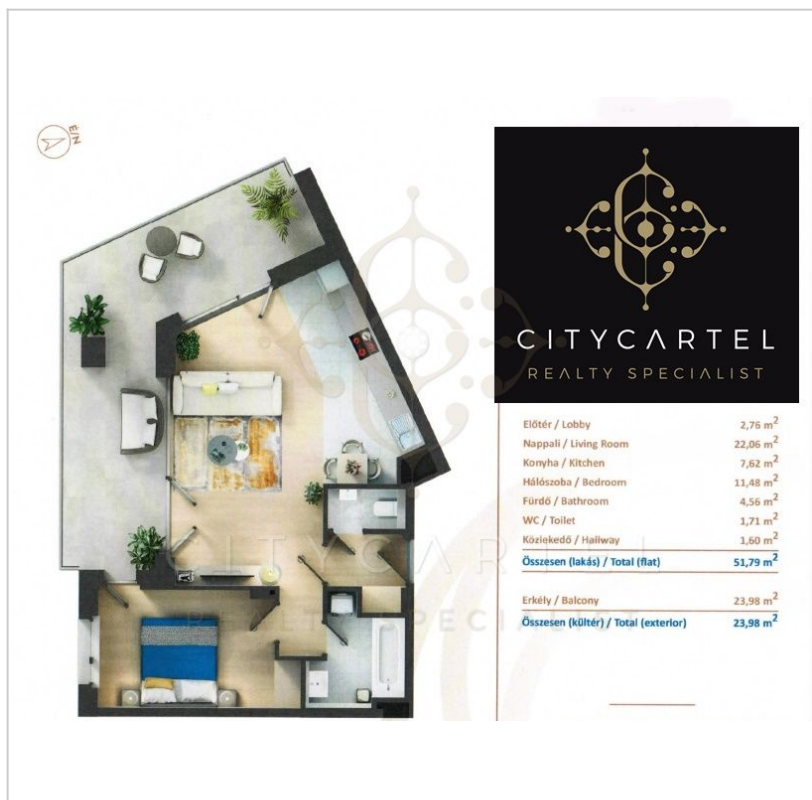 É/N
CITYCARTEL
REALTY SPECIALIST
Előtér / Lobby 2,76 m²
Nappali / Living Room 22,06 m²
Konyha / Kitchen 7,62 m²
Hálószoba / Bedroom 11,48 m²
Fürdő / Bathroom 4,56 m²
WC / Toilet 1,71 m²
Közlekedő / Hallway 1,60 m²
Összesen (lakás) / Total (flat) 51,79 m²
Erkély / Balcony 23,98 m²
Összesen (kültér) / Total (exterior) 23,98 m²
CITYCARTEL
REALTY SPECIALIST